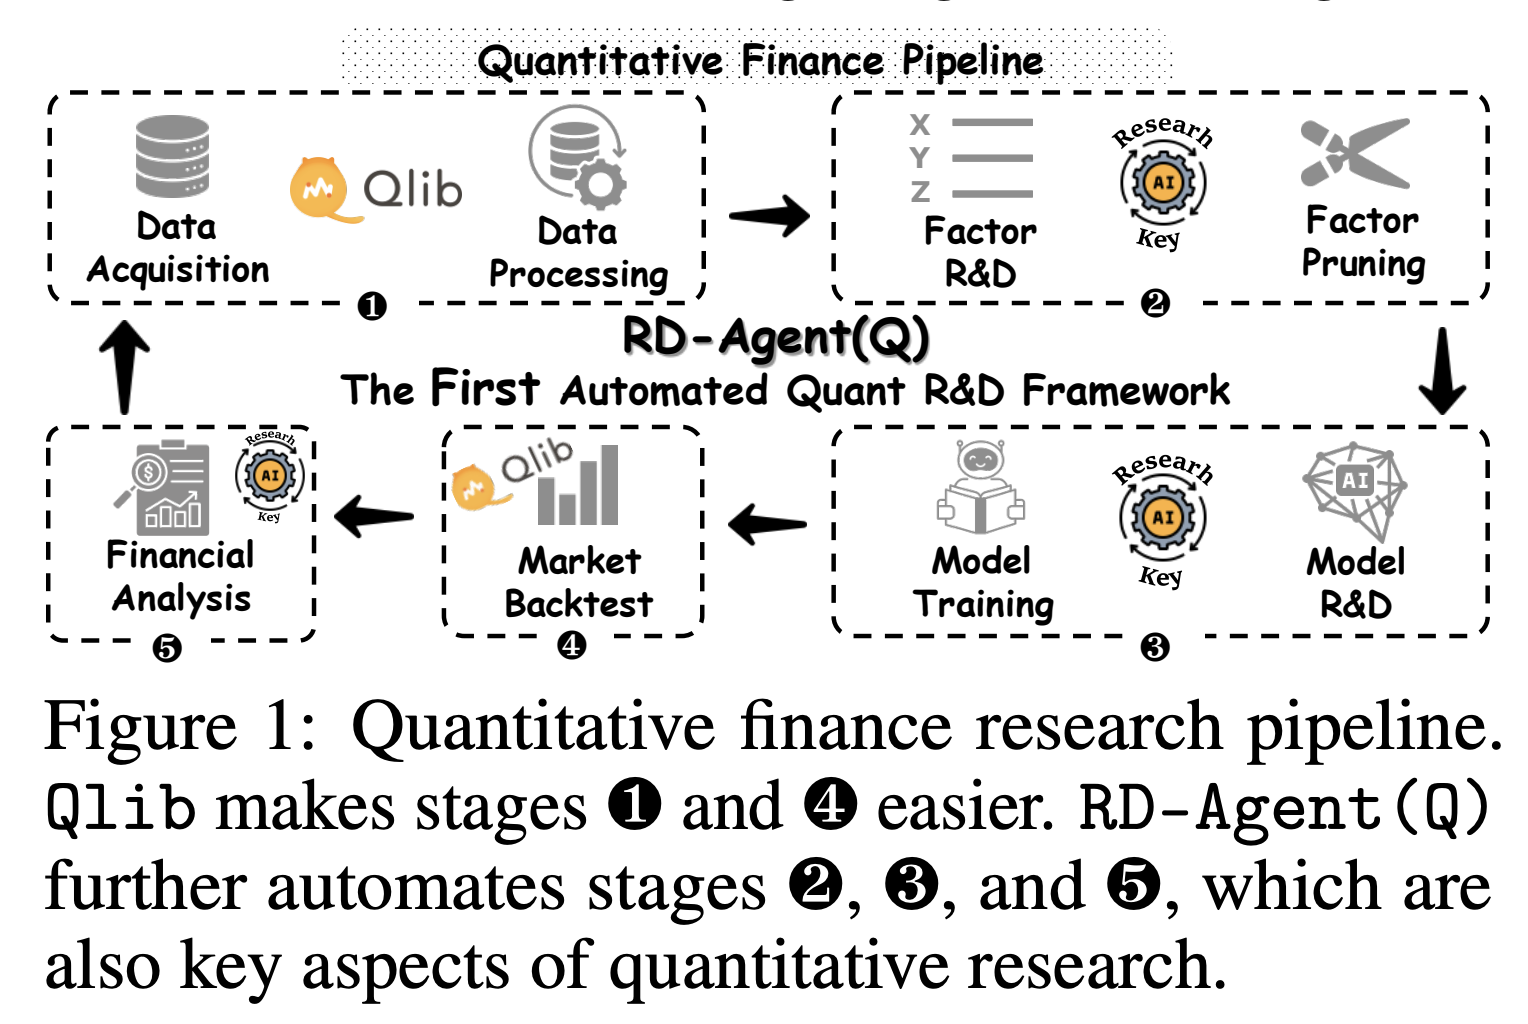 Quantitative Finance Pipeline
Data
Acquisition
Qlib
Data
Processing
❶
X
Y
Z
Factor
R&D
Researh
AI
Key
Factor
Pruning
❷
RD-Agent(Q)
The First Automated Quant R&D Framework
$
Financial
Analysis
Researh
AI
Key
❺
Qlib
Market
Backtest
❹
Model
Training
Researh
AI
Key
AI
Model
R&D
❸
Figure 1: Quantitative finance research pipeline.
Qlib makes stages ❶ and ❹ easier. RD-Agent(Q)
further automates stages ❷, ❸, and ❺, which are
also key aspects of quantitative research.